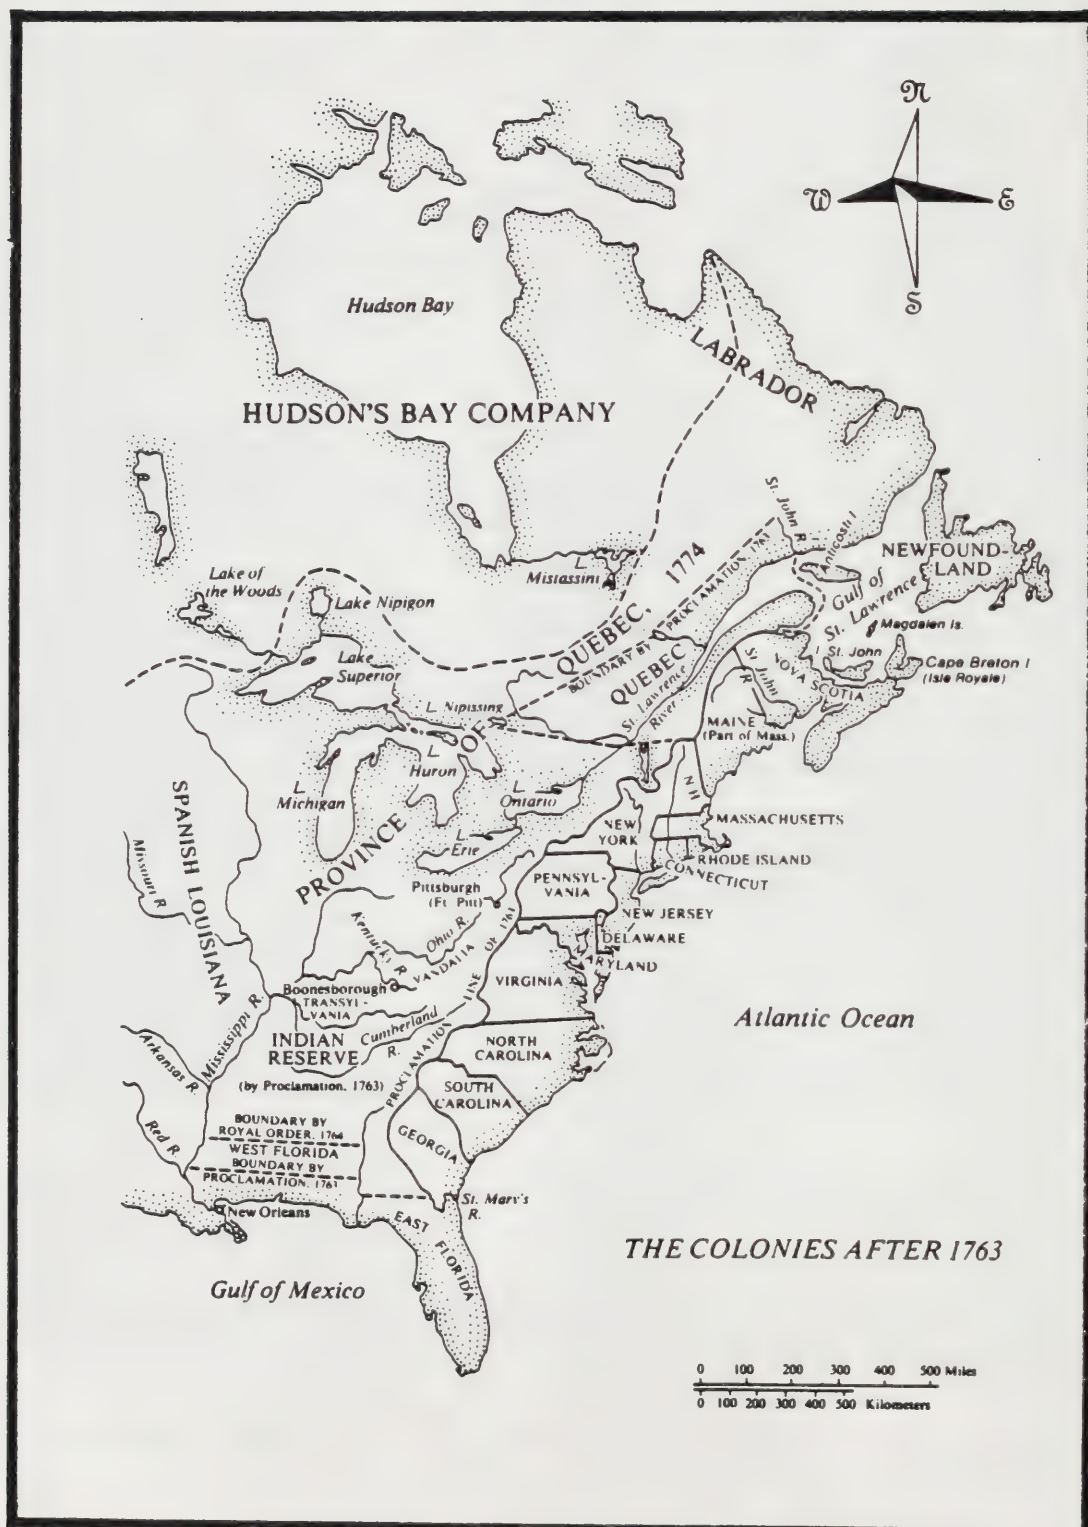 N
W
E
S
Hudson Bay
LABRADOR
HUDSON'S BAY COMPANY
St. John R.
Anticosti I
NEWFOUND-
LAND
L.
Mistassini
Gulf of
St. Lawrence
Magdalen Is.
I St. John
Cape Breton I
(Isle Royale)
Lake of
the Woods
Lake Nipigon
Lake
Superior
PROVINCE OF QUEBEC, 1774
BOUNDARY BY PROCLAMATION 1763
QUEBEC
St. Lawrence
River
St. John
R.
NOVA SCOTIA
L. Nipissing
MAINE
(Part of Mass.)
L.
Huron
L.
Michigan
L.
Ontario
L.
Erie
N H
NEW
YORK
MASSACHUSETTS
RHODE ISLAND
CONNECTICUT
SPANISH LOUISIANA
Missouri R.
Pittsburgh
(Ft. Pitt)
PENNSYL-
VANIA
NEW JERSEY
DELAWARE
MARYLAND
Kentucky R.
Ohio R.
VANDALIA
PROCLAMATION LINE OF 1763
VIRGINIA
Boonesborough
TRANSYL-
VANIA
Mississippi R.
Cumberland
R.
INDIAN
RESERVE
(by Proclamation, 1763)
Arkansas R.
NORTH
CAROLINA
SOUTH
CAROLINA
Atlantic Ocean
Red R.
BOUNDARY BY
ROYAL ORDER, 1764
WEST FLORIDA
BOUNDARY BY
PROCLAMATION, 1763
GEORGIA
St. Mary's
R.
New Orleans
EAST
FLORIDA
Gulf of Mexico
THE COLONIES AFTER 1763
0 100 200 300 400 500 Miles
0 100 200 300 400 500 Kilometers